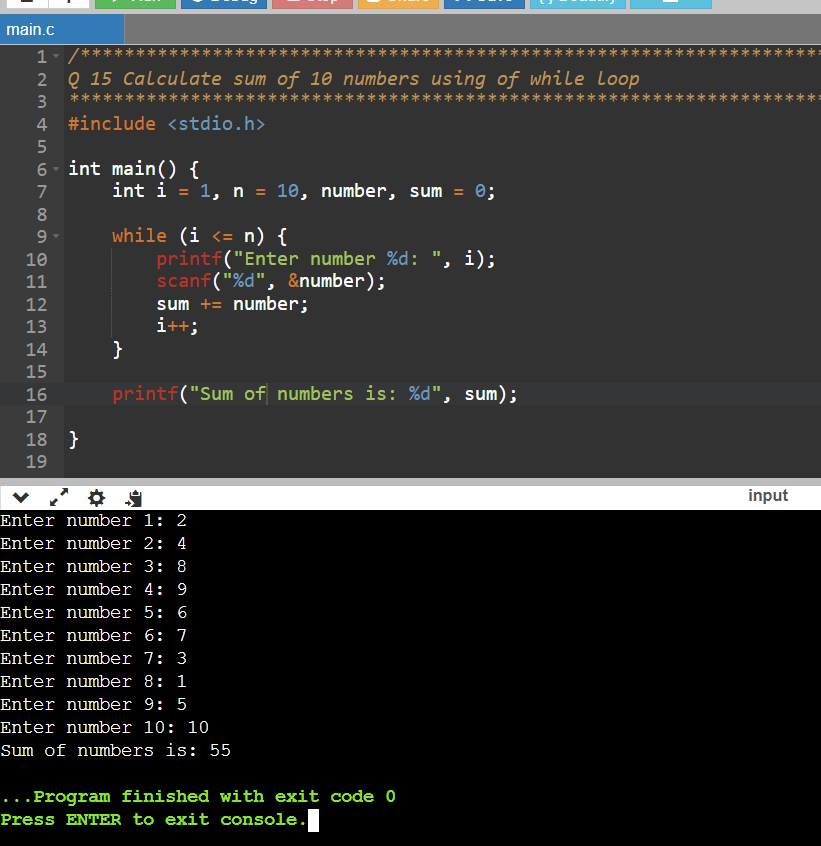 main.c
1 /*******************************************************************
2 Q 15 Calculate sum of 10 numbers using of while loop
3 ********************************************************************
4 #include <stdio.h>
5
6 int main() {
7     int i = 1, n = 10, number, sum = 0;
8
9     while (i <= n) {
10         printf("Enter number %d: ", i);
11         scanf("%d", &number);
12         sum += number;
13         i++;
14     }
15
16     printf("Sum of numbers is: %d", sum);
17
18 }
19
input
Enter number 1: 2
Enter number 2: 4
Enter number 3: 8
Enter number 4: 9
Enter number 5: 6
Enter number 6: 7
Enter number 7: 3
Enter number 8: 1
Enter number 9: 5
Enter number 10: 10
Sum of numbers is: 55
...Program finished with exit code 0
Press ENTER to exit console.